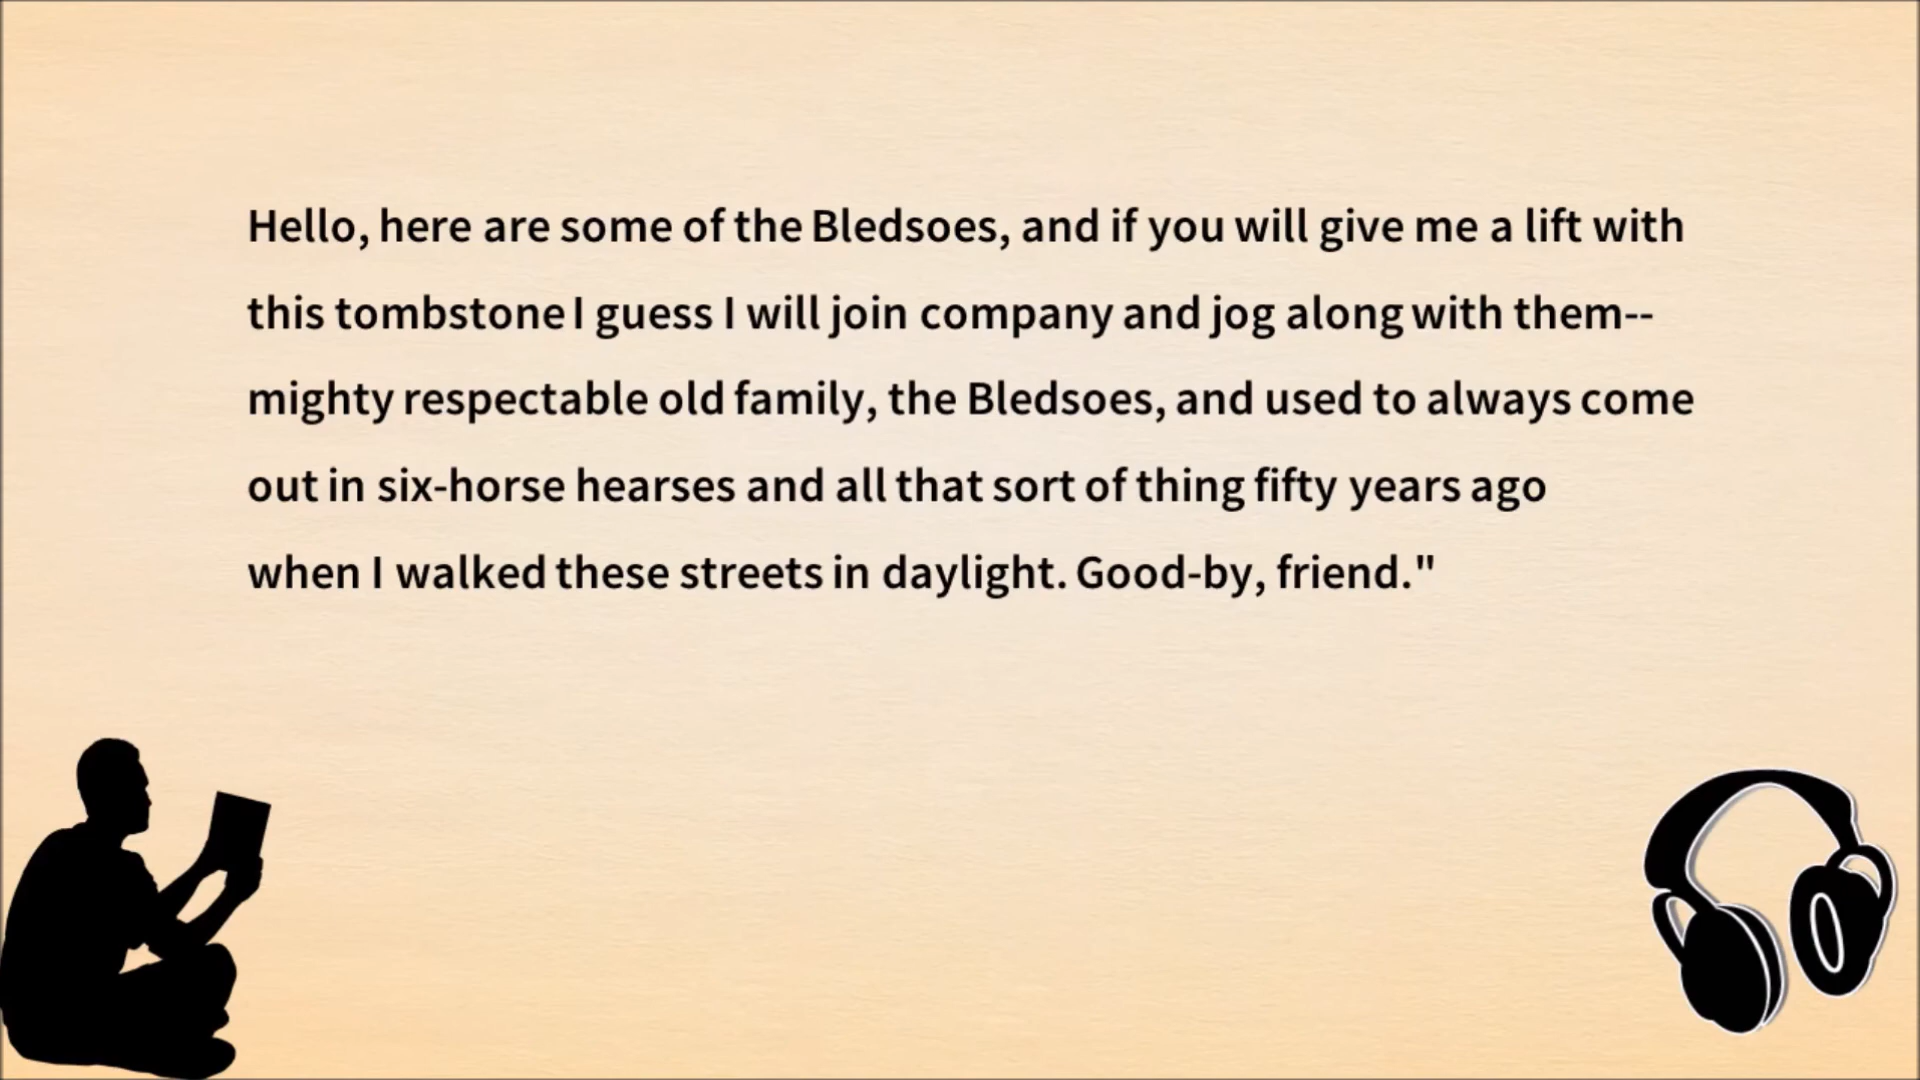 Hello, here are some of the Bledsoes, and if you will give me a lift with
this tombstone I guess I will join company and jog along with them--
mighty respectable old family, the Bledsoes, and used to always come
out in six-horse hearses and all that sort of thing fifty years ago
when I walked these streets in daylight. Good-by, friend."